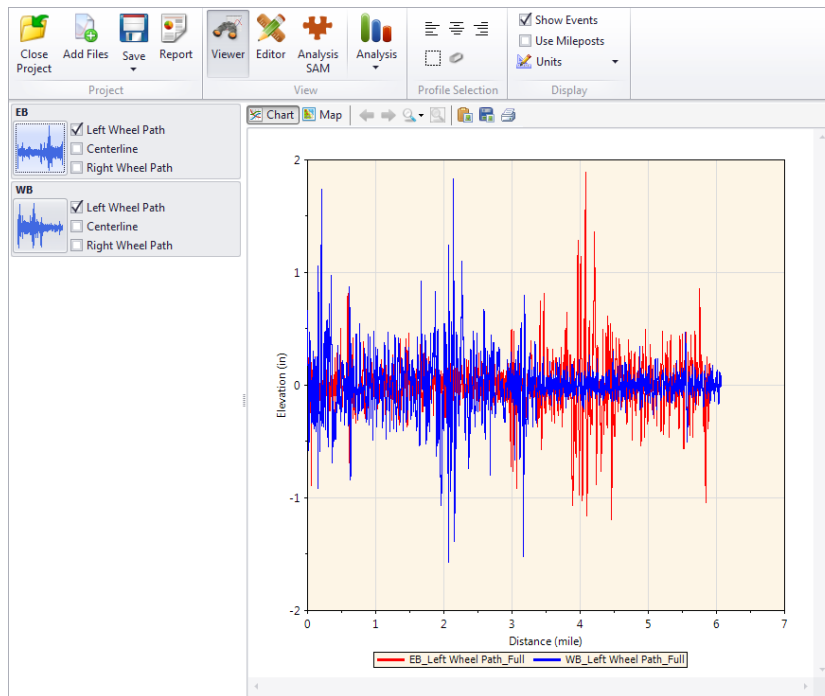 Close Project
Add Files
Save
Report
Viewer
Editor
Analysis SAM
Analysis
Show Events
Use Mileposts
Units
Project
View
Profile Selection
Display
EB
Left Wheel Path
Centerline
Right Wheel Path
WB
Left Wheel Path
Centerline
Right Wheel Path
Chart
Map
2
1
0
-1
-2
Elevation (in)
0 1 2 3 4 5 6 7
Distance (mile)
EB_Left Wheel Path_Full
WB_Left Wheel Path_Full